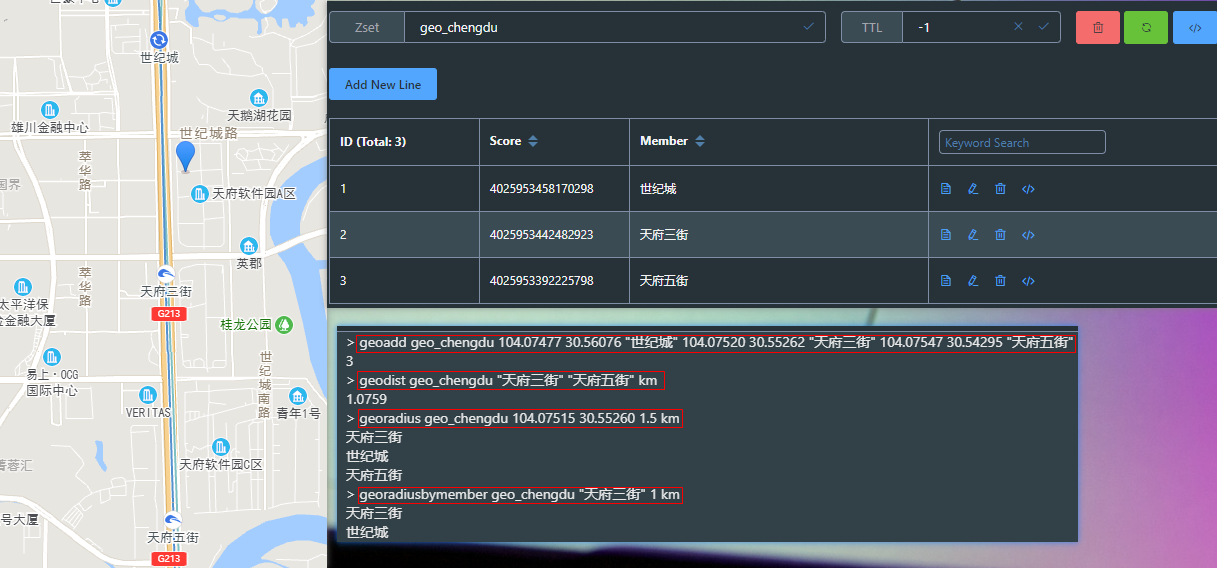 世纪城
天鹅湖花园
雄川金融中心
世纪城路
萃华路
天府软件园A区
英郡
萃华路
天府三街
G213
太平洋保
金金融大厦
桂龙公园
世纪城南路
易上·OCG
国际中心
VERITAS
青年1号
天府软件园C区
菁蓉汇
号大厦
天府五街
G213
Zset geo_chengdu TTL -1
Add New Line
ID (Total: 3) Score Member Keyword Search
1 4025953458170298 世纪城
2 4025953442482923 天府三街
3 4025953392225798 天府五街
> geoadd geo_chengdu 104.07477 30.56076 "世纪城" 104.07520 30.55262 "天府三街" 104.07547 30.54295 "天府五街"
3
> geodist geo_chengdu "天府三街" "天府五街" km
1.0759
> georadius geo_chengdu 104.07515 30.55260 1.5 km
天府三街
世纪城
天府五街
> georadiusbymember geo_chengdu "天府三街" 1 km
天府三街
世纪城